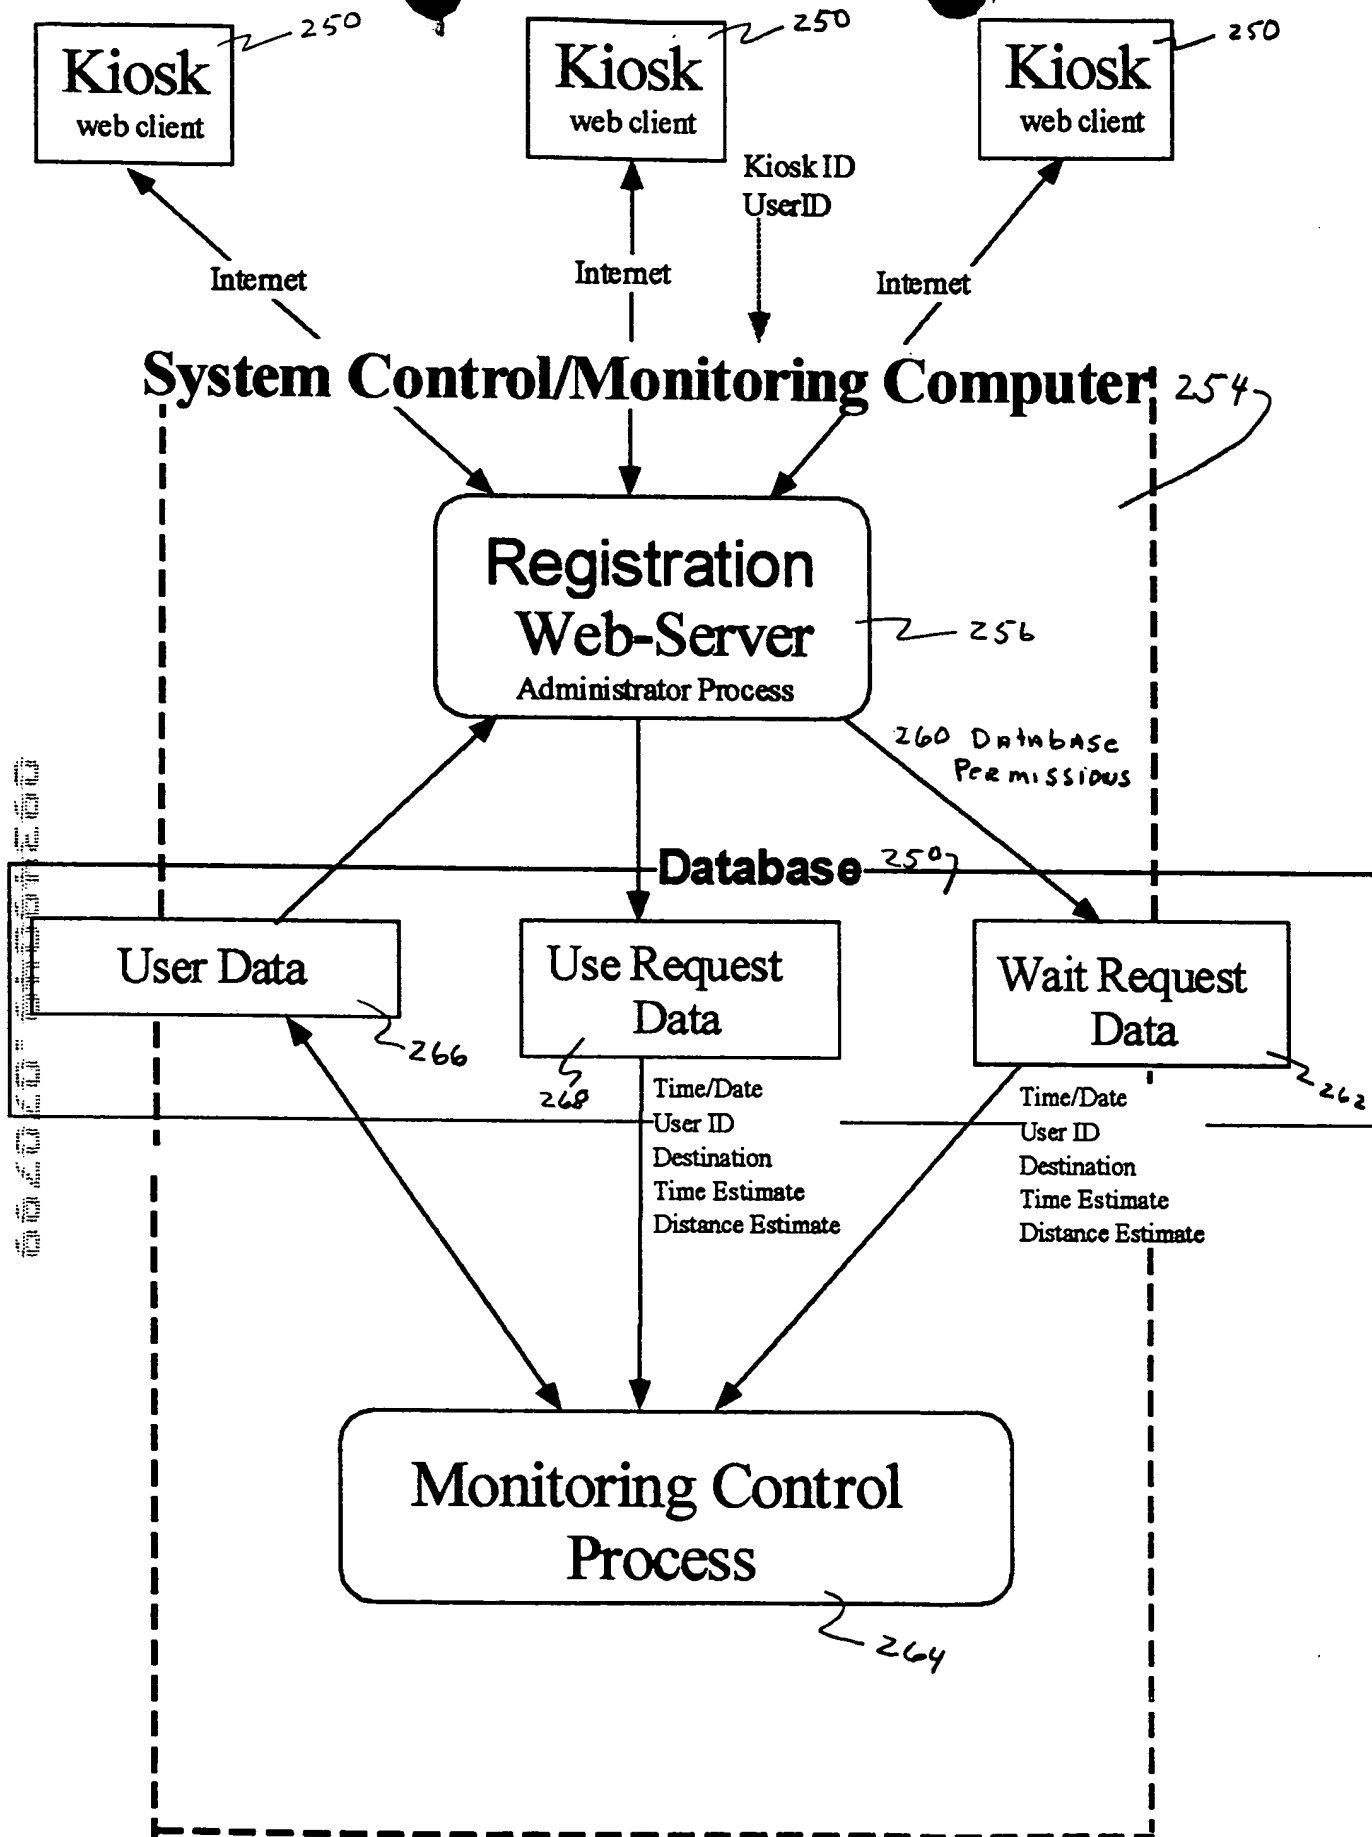 250
250
250
Kiosk
web client
Kiosk
web client
Kiosk
web client
Kiosk ID
UserID
Internet
Internet
Internet
System Control/Monitoring Computer
254
Registration
Web-Server
Administrator Process
256
260 Database
Permissions
Database
250
User Data
266
Use Request
Data
268
Wait Request
Data
262
Time/Date
User ID
Destination
Time Estimate
Distance Estimate
Time/Date
User ID
Destination
Time Estimate
Distance Estimate
Monitoring Control
Process
264